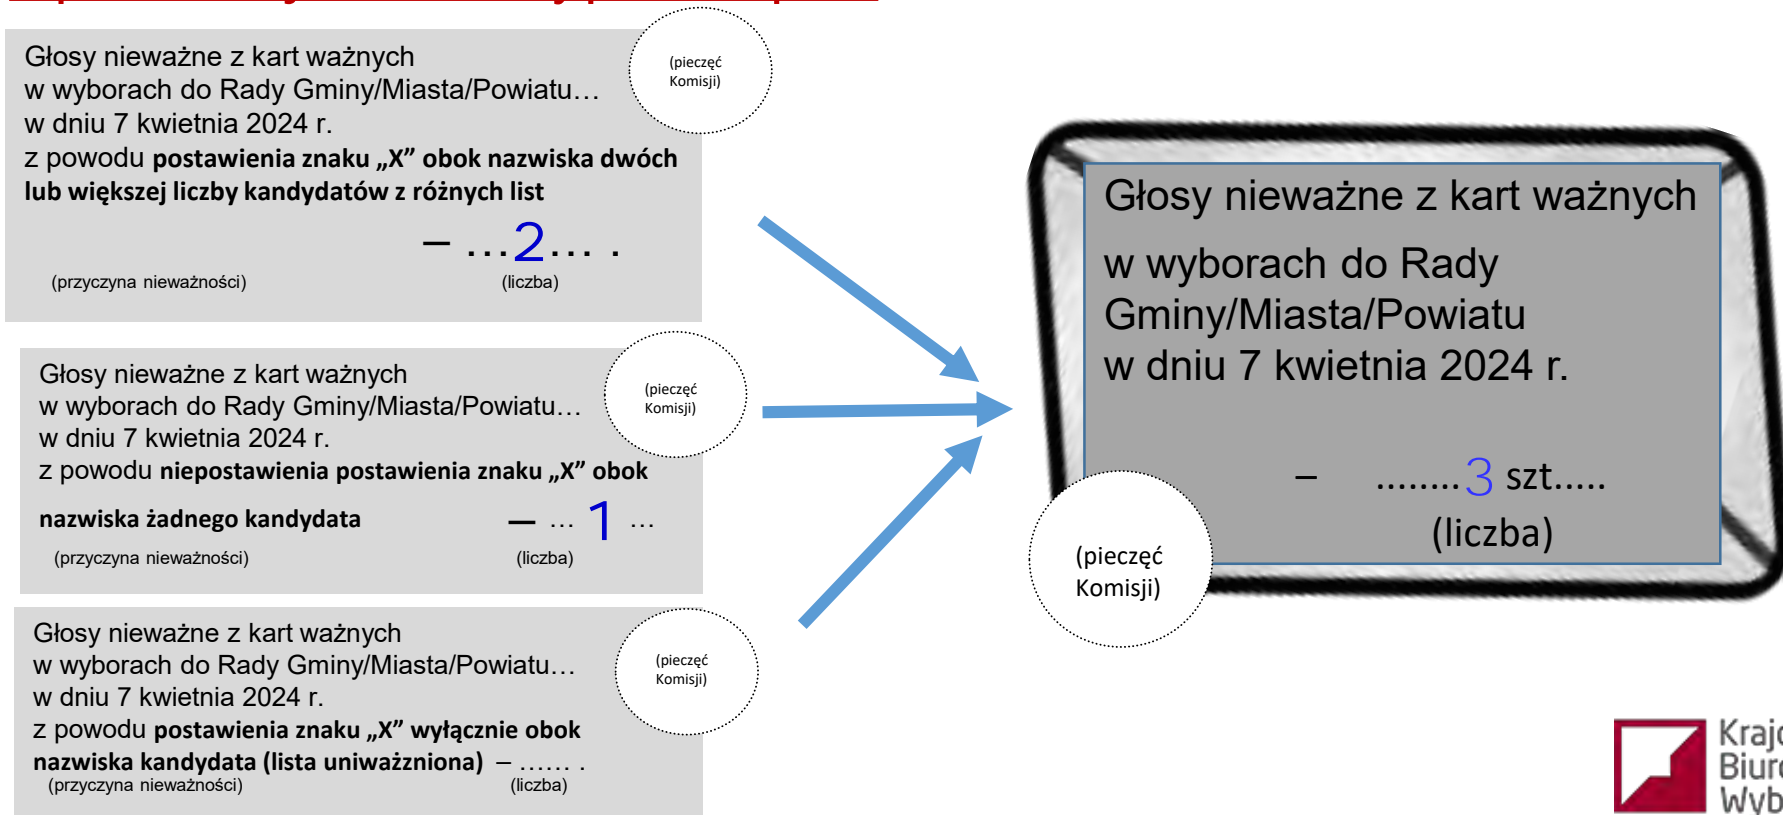 Głosy nieważne z kart ważnych
w wyborach do Rady Gminy/Miasta/Powiatu…
w dniu 7 kwietnia 2024 r.
z powodu postawienia znaku „X” obok nazwiska dwóch
lub większej liczby kandydatów z różnych list
– …2… .
(przyczyna nieważności) (liczba)
(pieczęć
Komisji)
Głosy nieważne z kart ważnych
w wyborach do Rady Gminy/Miasta/Powiatu…
w dniu 7 kwietnia 2024 r.
z powodu niepostawienia postawienia znaku „X” obok
nazwiska żadnego kandydata – … 1 …
(przyczyna nieważności) (liczba)
(pieczęć
Komisji)
Głosy nieważne z kart ważnych
w wyborach do Rady Gminy/Miasta/Powiatu…
w dniu 7 kwietnia 2024 r.
z powodu postawienia znaku „X” wyłącznie obok
nazwiska kandydata (lista uniważzniona) – …… .
(przyczyna nieważności) (liczba)
(pieczęć
Komisji)
Głosy nieważne z kart ważnych
w wyborach do Rady
Gminy/Miasta/Powiatu
w dniu 7 kwietnia 2024 r.
– ........3 szt.....
(liczba)
(pieczęć
Komisji)
Krajo
Biuro
Wyb